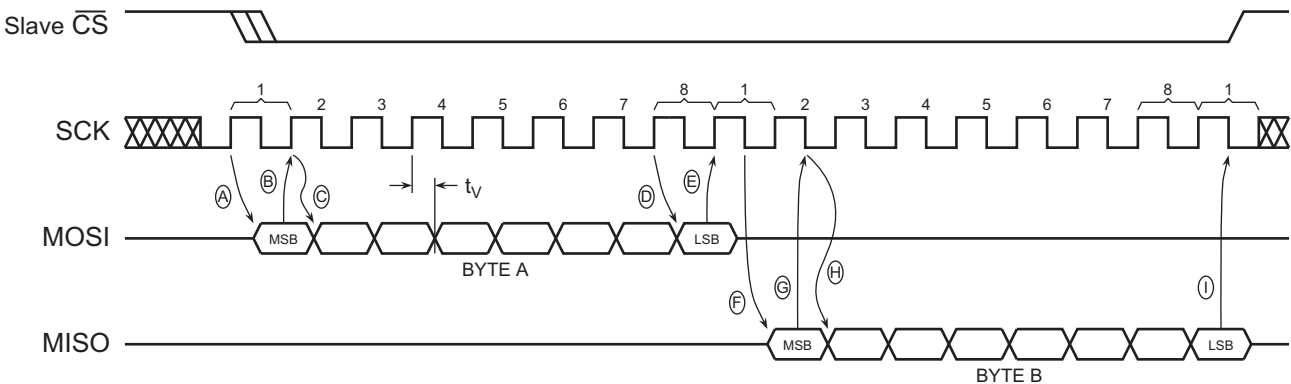 Slave CS
1 2 3 4 5 6 7 8 1 2 3 4 5 6 7 8 1
SCK
A B C tV D E
MOSI MSB LSB
BYTE A
F G H I
MISO MSB LSB
BYTE B